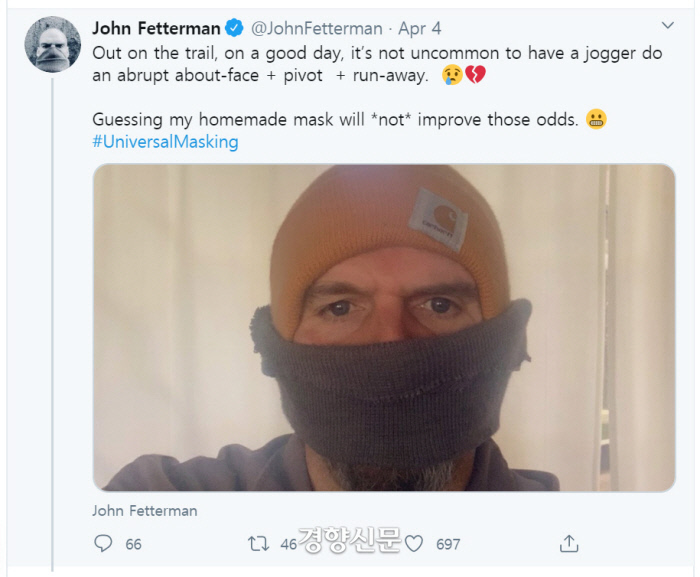 John Fetterman @JohnFetterman · Apr 4
Out on the trail, on a good day, it's not uncommon to have a jogger do
an abrupt about-face + pivot + run-away. 😢💔
Guessing my homemade mask will *not* improve those odds. 😬
#UniversalMasking
carhartt
John Fetterman
66 46 경향신문 697